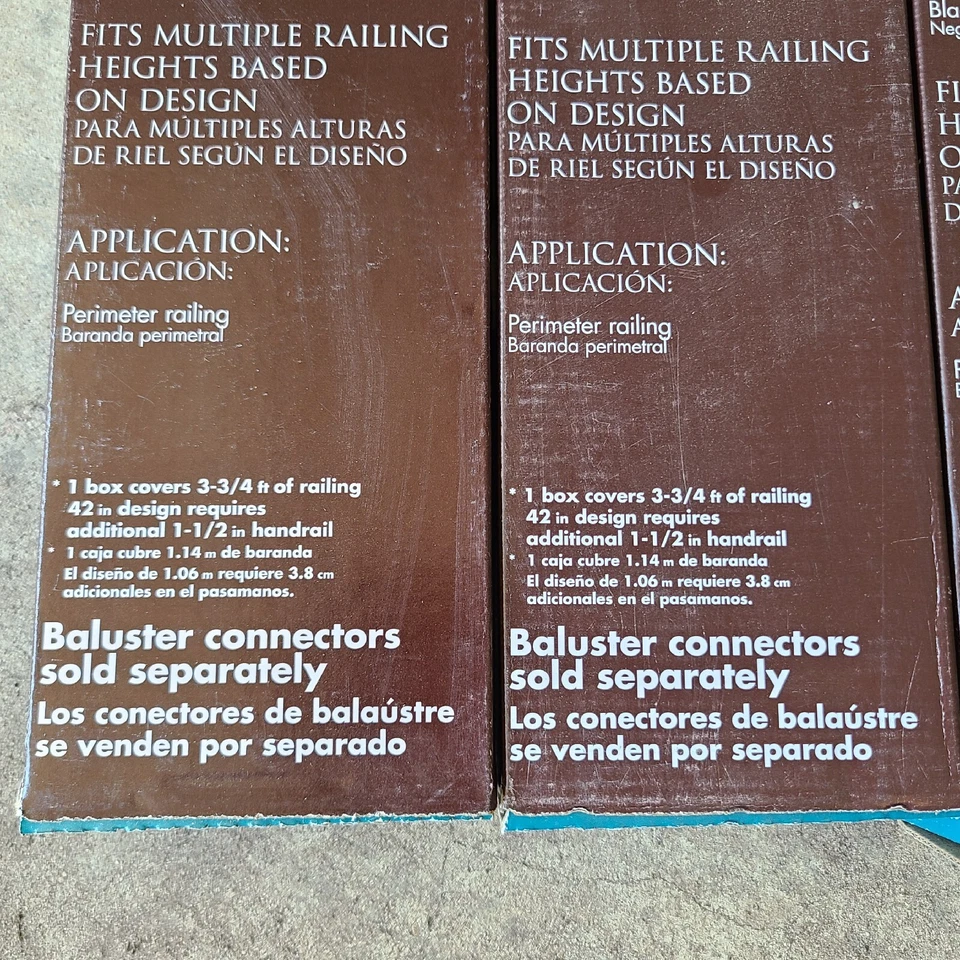 FITS MULTIPLE RAILING
HEIGHTS BASED
ON DESIGN
PARA MÚLTIPLES ALTURAS
DE RIEL SEGÚN EL DISEÑO
APPLICATION:
APLICACIÓN:
Perimeter railing
Baranda perimetral
* 1 box covers 3-3/4 ft of railing
42 in design requires
additional 1-1/2 in handrail
* 1 caja cubre 1.14 m de baranda
El diseño de 1.06 m requiere 3.8 cm
adicionales en el pasamanos.
Baluster connectors
sold separately
Los conectores de balaústre
se venden por separado
FITS MULTIPLE RAILING
HEIGHTS BASED
ON DESIGN
PARA MÚLTIPLES ALTURAS
DE RIEL SEGÚN EL DISEÑO
APPLICATION:
APLICACIÓN:
Perimeter railing
Baranda perimetral
* 1 box covers 3-3/4 ft of railing
42 in design requires
additional 1-1/2 in handrail
* 1 caja cubre 1.14 m de baranda
El diseño de 1.06 m requiere 3.8 cm
adicionales en el pasamanos.
Baluster connectors
sold separately
Los conectores de balaústre
se venden por separado